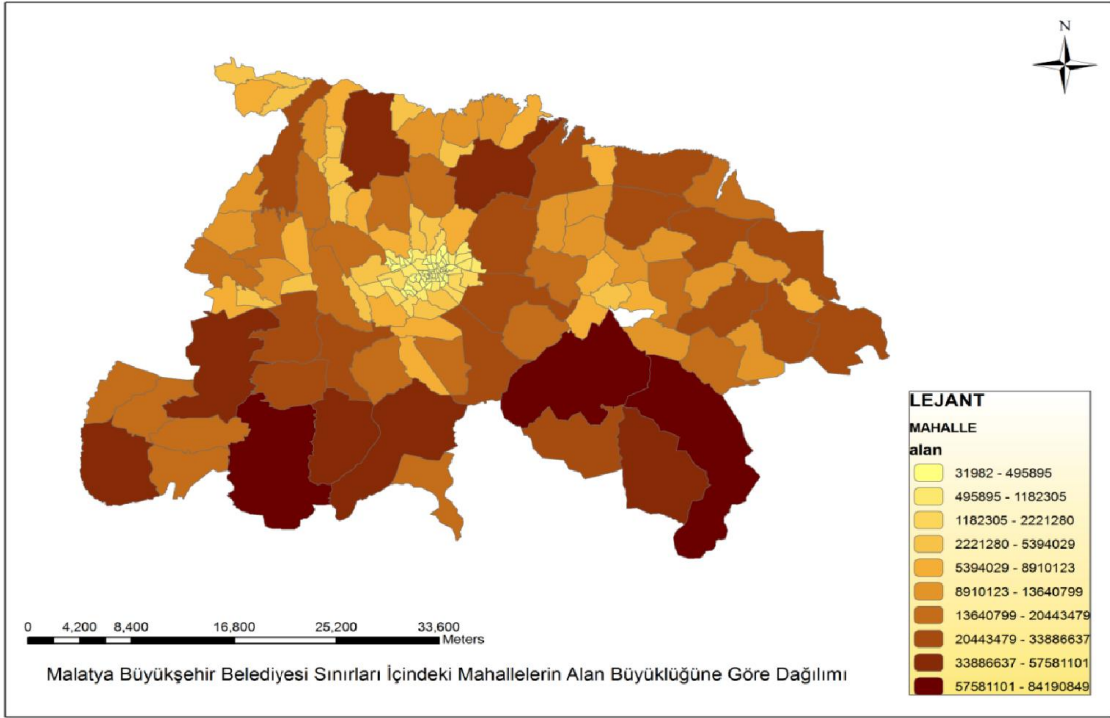 N
LEJANT
MAHALLE
alan
31982 - 495895
495895 - 1182305
1182305 - 2221280
2221280 - 5394029
5394029 - 8910123
8910123 - 13640799
13640799 - 20443479
20443479 - 33886637
33886637 - 57581101
57581101 - 84190849
0 4,200 8,400 16,800 25,200 33,600
Meters
Malatya Büyükşehir Belediyesi Sınırları İçindeki Mahallelerin Alan Büyüklüğüne Göre Dağılımı